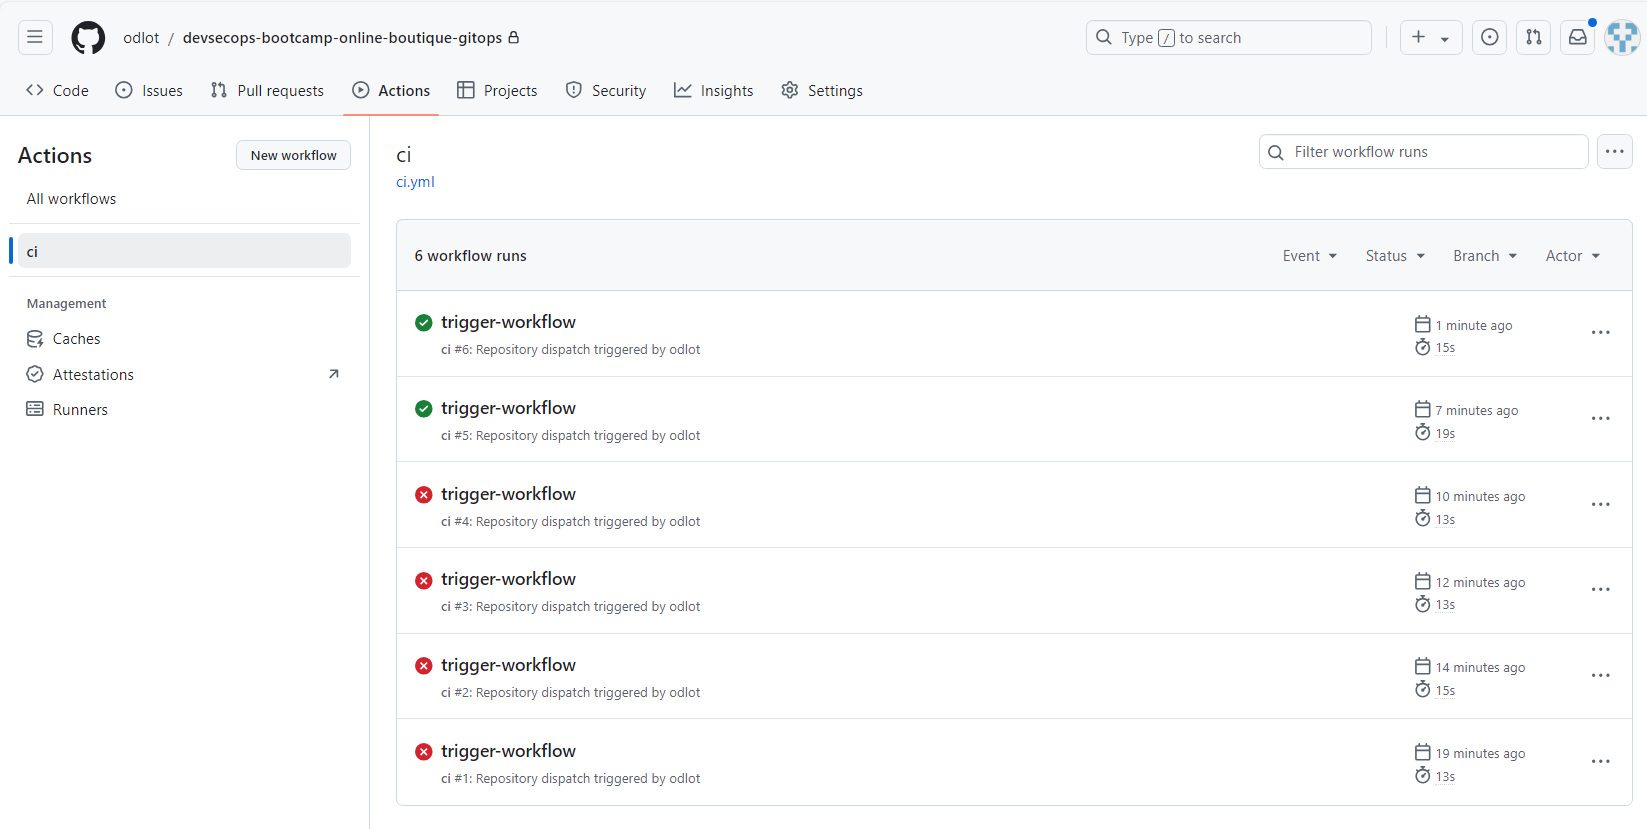 odlot / devsecops-bootcamp-online-boutique-gitops
Type / to search
Code
Issues
Pull requests
Actions
Projects
Security
Insights
Settings
Actions
New workflow
All workflows
ci
Management
Caches
Attestations
Runners
ci
ci.yml
Filter workflow runs
6 workflow runs
Event
Status
Branch
Actor
trigger-workflow
ci #6: Repository dispatch triggered by odlot
1 minute ago
15s
trigger-workflow
ci #5: Repository dispatch triggered by odlot
7 minutes ago
19s
trigger-workflow
ci #4: Repository dispatch triggered by odlot
10 minutes ago
13s
trigger-workflow
ci #3: Repository dispatch triggered by odlot
12 minutes ago
13s
trigger-workflow
ci #2: Repository dispatch triggered by odlot
14 minutes ago
15s
trigger-workflow
ci #1: Repository dispatch triggered by odlot
19 minutes ago
13s